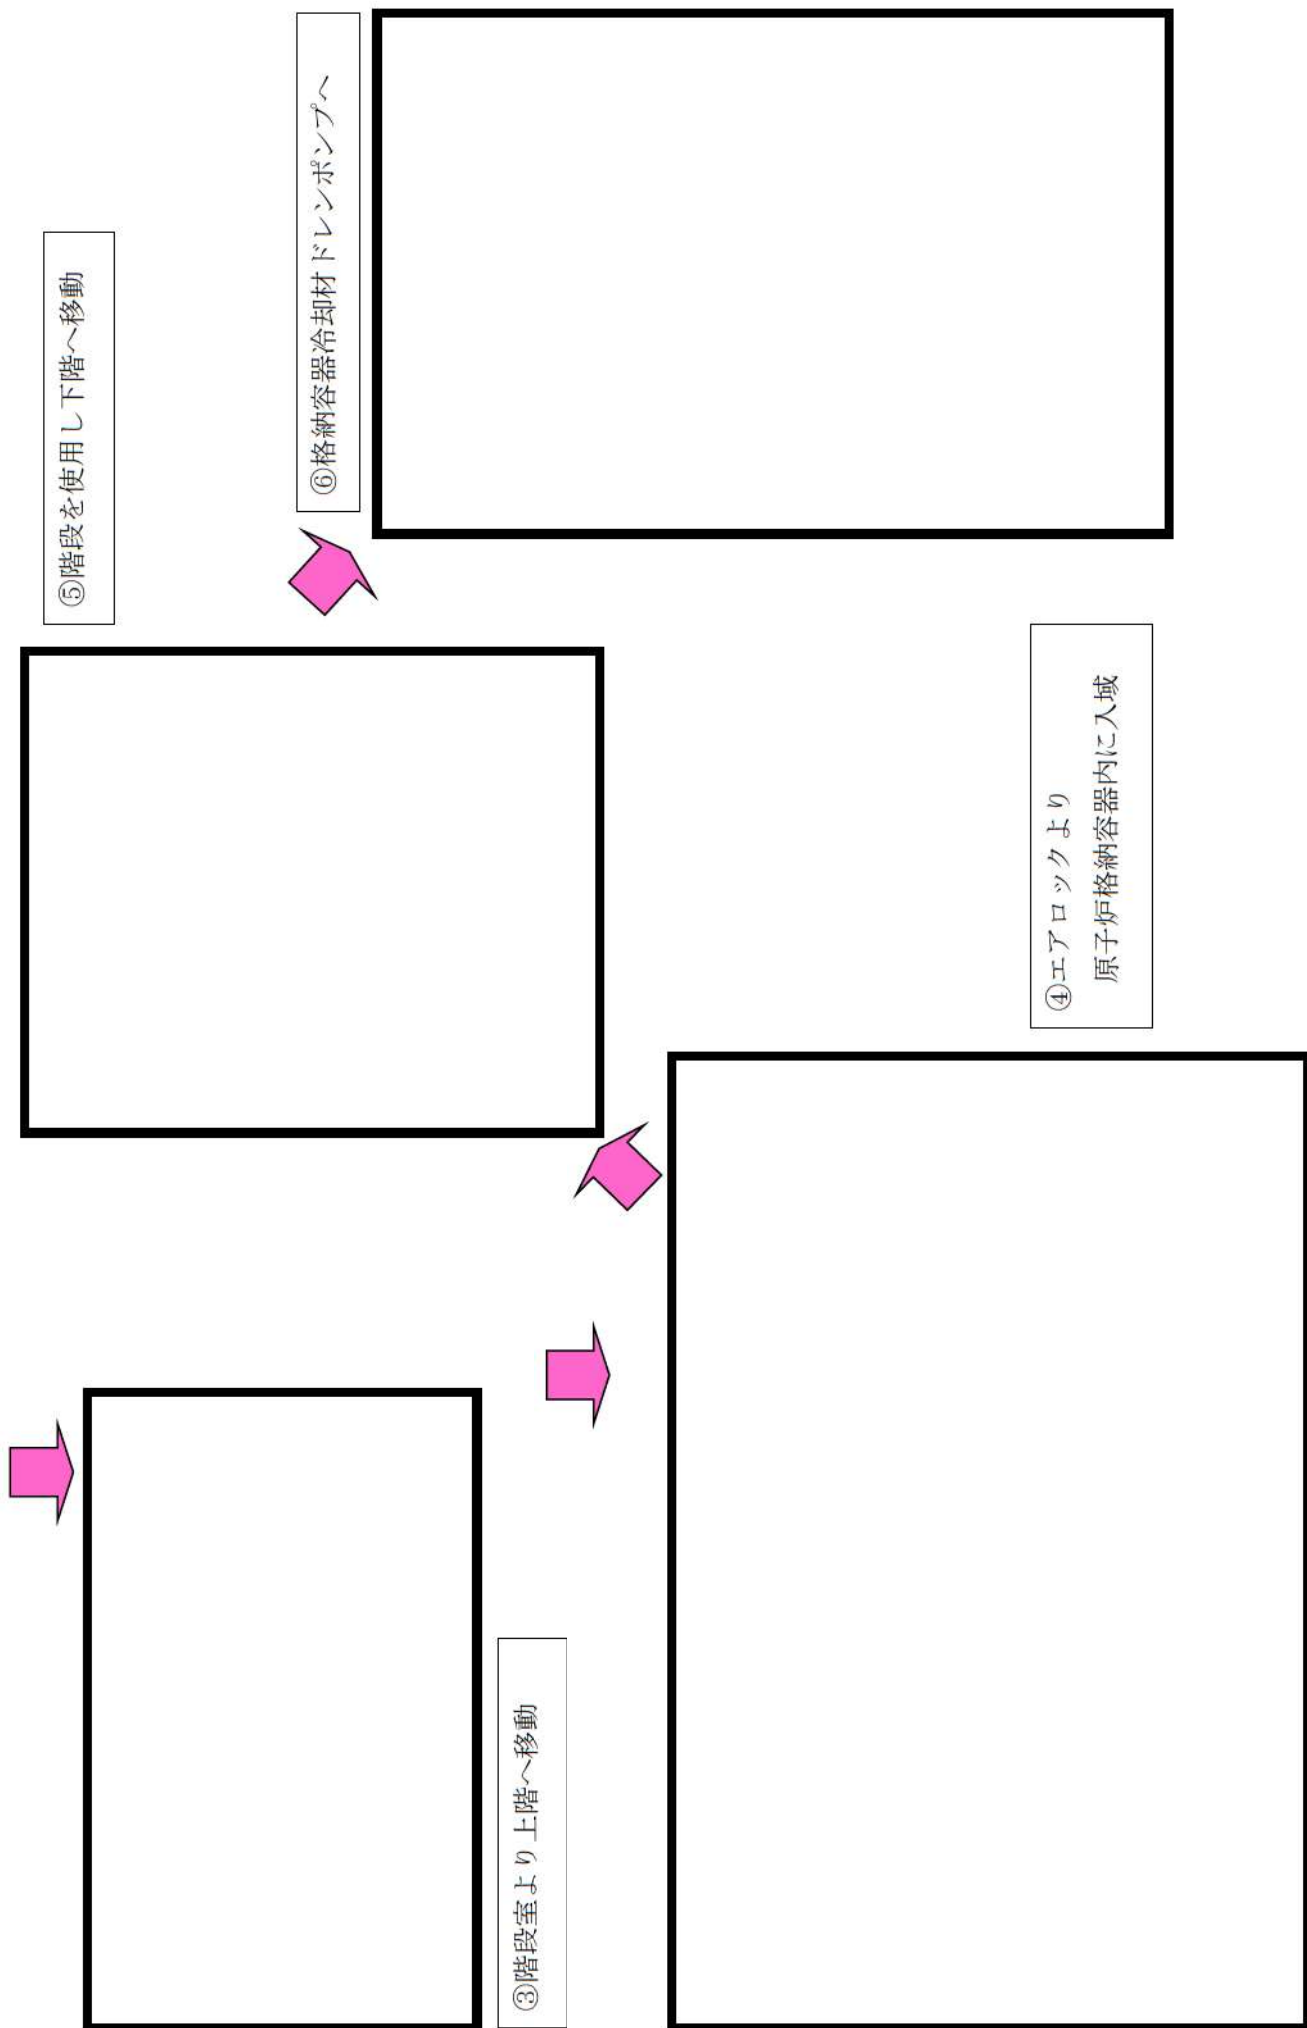 ③階段室より上階へ移動
④エアロックより
原子炉格納容器内に入域
⑤階段を使用し下階へ移動
⑥格納容器冷却材ドレンポンプへ